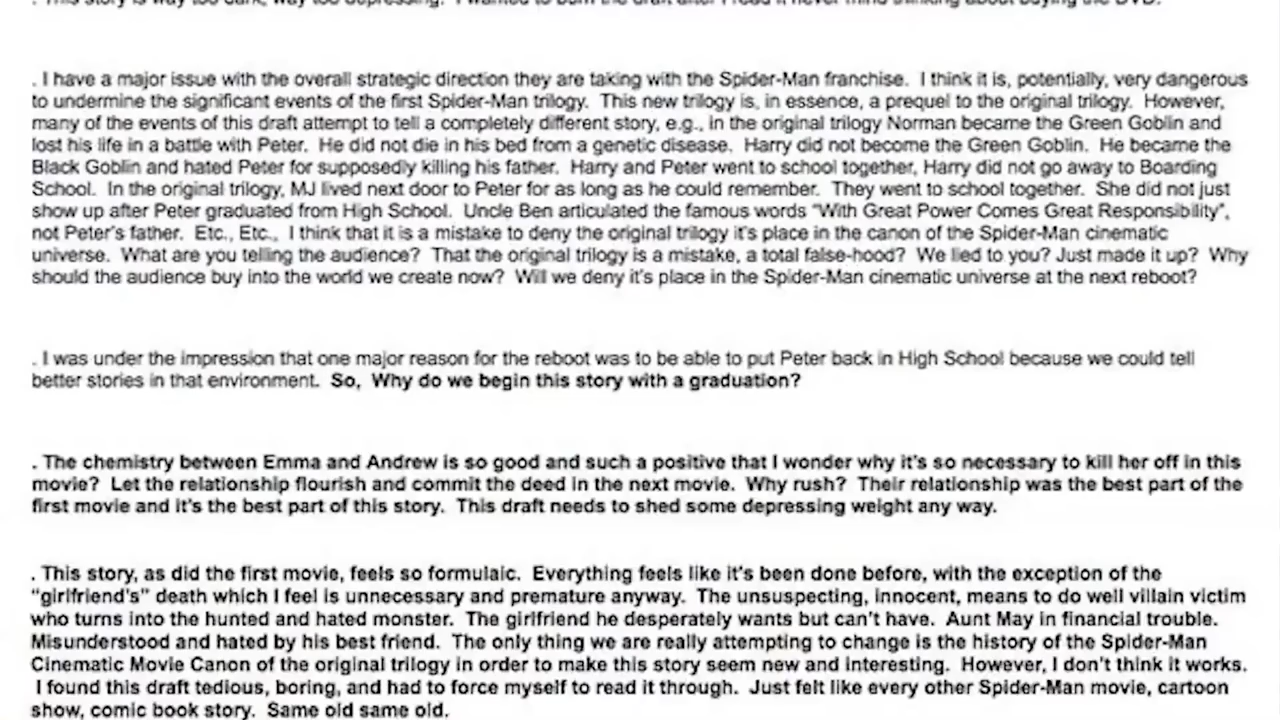 . This story is way too dark, way too depressing. I wanted to burn the draft after I read it never mind thinking about buying the DVD.
. I have a major issue with the overall strategic direction they are taking with the Spider-Man franchise. I think it is, potentially, very dangerous
to undermine the significant events of the first Spider-Man trilogy. This new trilogy is, in essence, a prequel to the original trilogy. However,
many of the events of this draft attempt to tell a completely different story, e.g., in the original trilogy Norman became the Green Goblin and
lost his life in a battle with Peter. He did not die in his bed from a genetic disease. Harry did not become the Green Goblin. He became the
Black Goblin and hated Peter for supposedly killing his father. Harry and Peter went to school together, Harry did not go away to Boarding
School. In the original trilogy, MJ lived next door to Peter for as long as he could remember. They went to school together. She did not just
show up after Peter graduated from High School. Uncle Ben articulated the famous words "With Great Power Comes Great Responsibility",
not Peter's father. Etc., Etc., I think that it is a mistake to deny the original trilogy it's place in the canon of the Spider-Man cinematic
universe. What are you telling the audience? That the original trilogy is a mistake, a total false-hood? We lied to you? Just made it up? Why
should the audience buy into the world we create now? Will we deny it's place in the Spider-Man cinematic universe at the next reboot?
. I was under the impression that one major reason for the reboot was to be able to put Peter back in High School because we could tell
better stories in that environment. So, Why do we begin this story with a graduation?
. The chemistry between Emma and Andrew is so good and such a positive that I wonder why it's so necessary to kill her off in this
movie? Let the relationship flourish and commit the deed in the next movie. Why rush? Their relationship was the best part of the
first movie and it's the best part of this story. This draft needs to shed some depressing weight any way.
. This story, as did the first movie, feels so formulaic. Everything feels like it's been done before, with the exception of the
"girlfriend's" death which I feel is unnecessary and premature anyway. The unsuspecting, innocent, means to do well villain victim
who turns into the hunted and hated monster. The girlfriend he desperately wants but can't have. Aunt May in financial trouble.
Misunderstood and hated by his best friend. The only thing we are really attempting to change is the history of the Spider-Man
Cinematic Movie Canon of the original trilogy in order to make this story seem new and interesting. However, I don't think it works.
I found this draft tedious, boring, and had to force myself to read it through. Just felt like every other Spider-Man movie, cartoon
show, comic book story. Same old same old.